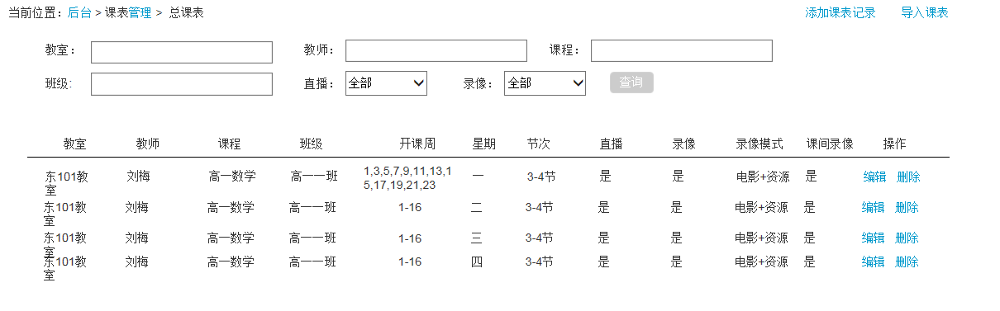 当前位置：后台 > 课表管理 > 总课表 添加课表记录 导入课表
教室： 教师： 课程：
班级: 直播： 全部 录像： 全部 查询
教室 教师 课程 班级 开课周 星期 节次 直播 录像 录像模式 课间录像 操作
东101教室 刘梅 高一数学 高一一班 1,3,5,7,9,11,13,15,17,19,21,23 一 3-4节 是 是 电影+资源 是 编辑 删除
东101教室 刘梅 高一数学 高一一班 1-16 二 3-4节 是 是 电影+资源 是 编辑 删除
东101教室 刘梅 高一数学 高一一班 1-16 三 3-4节 是 是 电影+资源 是 编辑 删除
东101教室 刘梅 高一数学 高一一班 1-16 四 3-4节 是 是 电影+资源 是 编辑 删除